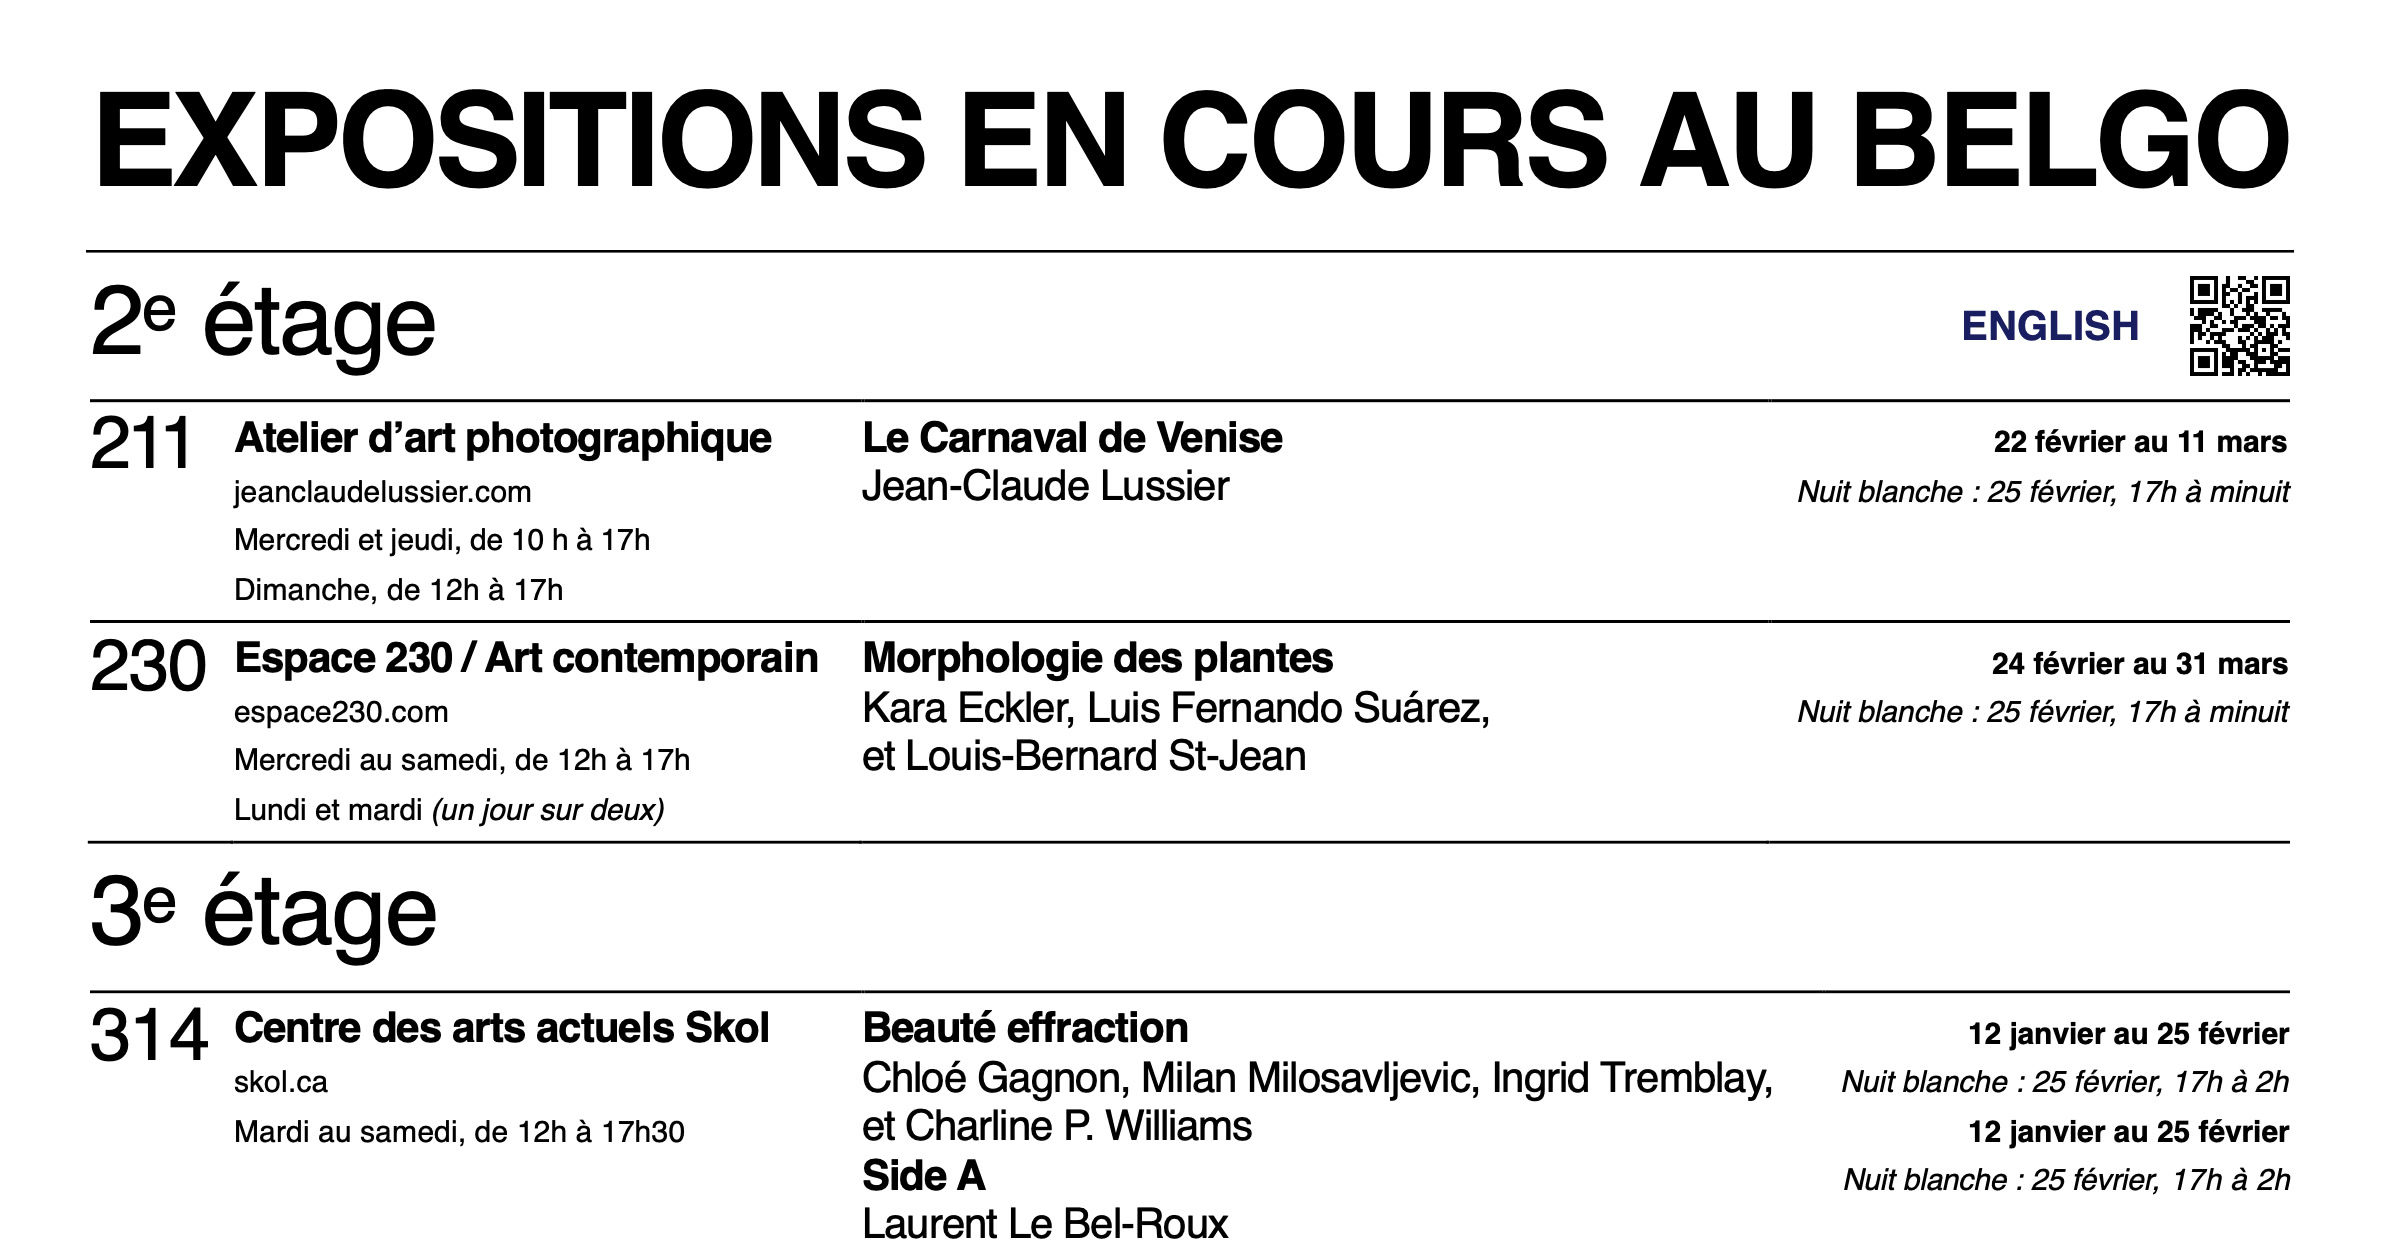 EXPOSITIONS EN COURS AU BELGO
2e étage
ENGLISH
211
Atelier d’art photographique
jeanclaudelussier.com
Mercredi et jeudi, de 10 h à 17h
Dimanche, de 12h à 17h
Le Carnaval de Venise
Jean-Claude Lussier
22 février au 11 mars
Nuit blanche : 25 février, 17h à minuit
230
Espace 230 / Art contemporain
espace230.com
Mercredi au samedi, de 12h à 17h
Lundi et mardi (un jour sur deux)
Morphologie des plantes
Kara Eckler, Luis Fernando Suárez,
et Louis-Bernard St-Jean
24 février au 31 mars
Nuit blanche : 25 février, 17h à minuit
3e étage
314
Centre des arts actuels Skol
skol.ca
Mardi au samedi, de 12h à 17h30
Beauté effraction
Chloé Gagnon, Milan Milosavljevic, Ingrid Tremblay,
et Charline P. Williams
Side A
Laurent Le Bel-Roux
12 janvier au 25 février
Nuit blanche : 25 février, 17h à 2h
12 janvier au 25 février
Nuit blanche : 25 février, 17h à 2h